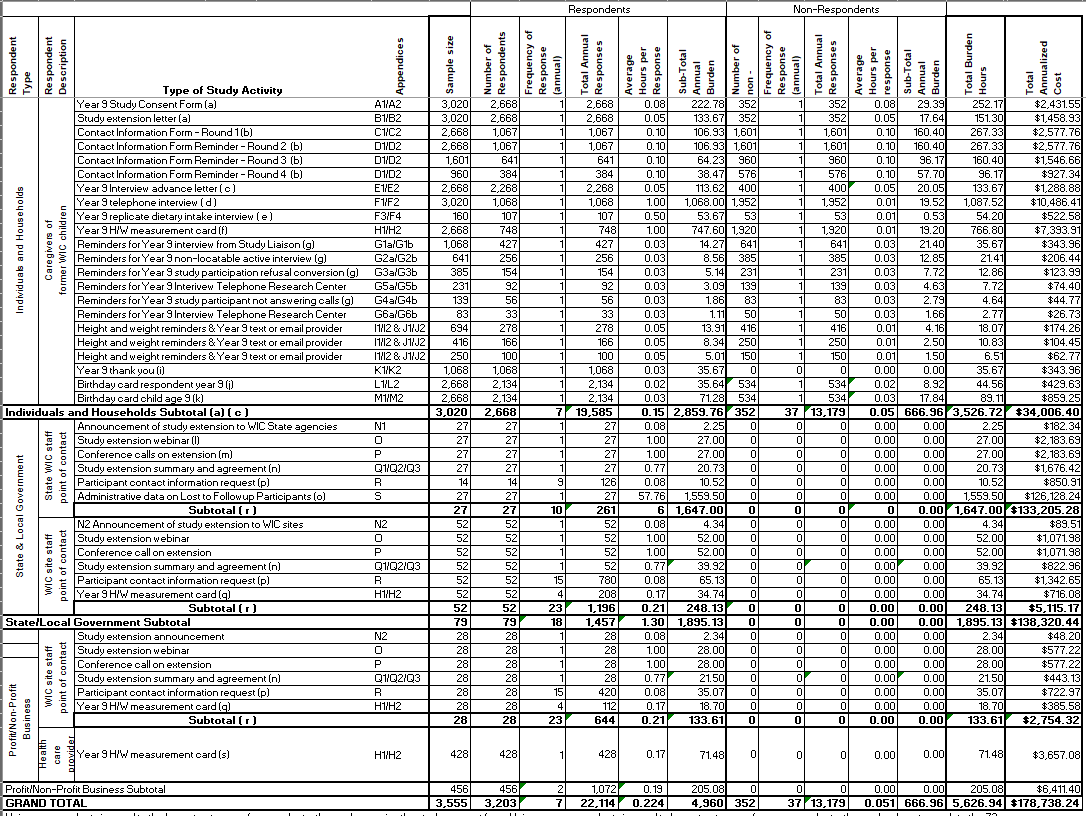 Respondents Non-Respondents
Respondent Type Respondent Description Type of Study Activity Appendices Sample size Number of Respondents Frequency of Response (annual) Total Annual Responses Average Hours per Response Sub-Total Annual Burden Number of non - Respondents Frequency of Response (annual) Total Annual Responses Average Hours per response Sub-Total Annual Burden Total Burden Hours Total Annualized Cost
Individuals and Households
Caregivers of former WIC children
Year 9 Study Consent Form (a) A1/A2 3,020 2,668 1 2,668 0.08 222.78 352 1 352 0.08 29.39 252.17 $2,431.55
Study extension letter (a) B1/B2 3,020 2,668 1 2,668 0.05 133.67 352 1 352 0.05 17.64 151.30 $1,458.93
Contact Information Form - Round 1 (b) C1/C2 2,668 1,067 1 1,067 0.10 106.93 1,601 1 1,601 0.10 160.40 267.33 $2,577.76
Contact Information Form Reminder - Round 2 (b) D1/D2 2,668 1,067 1 1,067 0.10 106.93 1,601 1 1,601 0.10 160.40 267.33 $2,577.76
Contact Information Form Reminder - Round 3 (b) D1/D2 1,601 641 1 641 0.10 64.23 960 1 960 0.10 96.17 160.40 $1,546.66
Contact Information Form Reminder - Round 4 (b) D1/D2 960 384 1 384 0.10 38.47 576 1 576 0.10 57.70 96.17 $927.34
Year 9 Interview advance letter ( c ) E1/E2 2,668 2,268 1 2,268 0.05 113.62 400 1 400 0.05 20.05 133.67 $1,288.88
Year 9 telephone interview ( d ) F1/F2 3,020 1,068 1 1,068 1.00 1,068.00 1,952 1 1,952 0.01 19.52 1,087.52 $10,486.41
Year 9 replicate dietary intake interview ( e ) F3/F4 160 107 1 107 0.50 53.67 53 1 53 0.01 0.53 54.20 $522.58
Year 9 H/W measurement card (f) H1/H2 2,668 748 1 748 1.00 747.60 1,920 1 1,920 0.01 19.20 766.80 $7,393.91
Reminders for Year 9 interview from Study Liaison (g) G1a/G1b 1,068 427 1 427 0.03 14.27 641 1 641 0.03 21.40 35.67 $343.96
Reminders for Year 9 non-locatable active interview (g) G2a/G2b 641 256 1 256 0.03 8.56 385 1 385 0.03 12.85 21.41 $206.44
Reminders for Year 9 study participation refusal conversion (g) G3a/G3b 385 154 1 154 0.03 5.14 231 1 231 0.03 7.72 12.86 $123.99
Reminders for Year 9 Interivew Telephone Research Center G5a/G5b 231 92 1 92 0.03 3.09 139 1 139 0.03 4.63 7.72 $74.40
Reminders for Year 9 study participant not answering calls (g) G4a/G4b 139 56 1 56 0.03 1.86 83 1 83 0.03 2.79 4.64 $44.77
Reminders for Year 9 Interview Telephone Research Center G6a/G6b 83 33 1 33 0.03 1.11 50 1 50 0.03 1.66 2.77 $26.73
Height and weight reminders & Year 9 text or email provider I1/I2 & J1/J2 694 278 1 278 0.05 13.91 416 1 416 0.01 4.16 18.07 $174.26
Height and weight reminders & Year 9 text or email provider I1/I2 & J1/J2 416 166 1 166 0.05 8.34 250 1 250 0.01 2.50 10.83 $104.45
Height and weight reminders & Year 9 text or email provider I1/I2 & J1/J2 250 100 1 100 0.05 5.01 150 1 150 0.01 1.50 6.51 $62.77
Year 9 thank you (i) K1/K2 1,068 1,068 1 1,068 0.03 35.67 0 0 0 0.00 0.00 35.67 $343.96
Birthday card respondent year 9 (j) L1/L2 2,668 2,134 1 2,134 0.02 35.64 534 1 534 0.02 8.92 44.56 $429.63
Birthday card child age 9 (k) M1/M2 2,668 2,134 1 2,134 0.03 71.28 534 1 534 0.03 17.84 89.11 $859.25
Individuals and Households Subtotal (a) ( c ) 3,020 2,668 7 19,585 0.15 2,859.76 352 37 13,179 0.05 666.96 3,526.72 $34,006.40
State & Local Government
State WIC staff point of contact
Announcement of study extension to WIC State agencies N1 27 27 1 27 0.08 2.25 0 0 0 0.00 0.00 2.25 $182.34
Study extension webinar (l) O 27 27 1 27 1.00 27.00 0 0 0 0.00 0.00 27.00 $2,183.69
Conference calls on extension (m) P 27 27 1 27 1.00 27.00 0 0 0 0.00 0.00 27.00 $2,183.69
Study extension summary and agreement (n) Q1/Q2/Q3 27 27 1 27 0.77 20.73 0 0 0 0.00 0.00 20.73 $1,676.42
Participant contact information request (p) R 14 14 9 126 0.08 10.52 0 0 0 0.00 0.00 10.52 $850.91
Administrative data on Lost to Followup Participants (o) S 27 27 1 27 57.76 1,559.50 0 0 0 0.00 0.00 1,559.50 $126,128.24
Subtotal ( r ) 27 27 10 261 6 1,647.00 0 0 0 0 0.00 1,647.00 $133,205.28
WIC site staff point of contact
N2 Announcement of study extension to WIC sites N2 52 52 1 52 0.08 4.34 0 0 0 0.00 0.00 4.34 $89.51
Study extension webinar O 52 52 1 52 1.00 52.00 0 0 0 0.00 0.00 52.00 $1,071.98
Conference call on extension P 52 52 1 52 1.00 52.00 0 0 0 0.00 0.00 52.00 $1,071.98
Study extension summary and agreement (n) Q1/Q2/Q3 52 52 1 52 0.77 39.92 0 0 0 0.00 0.00 39.92 $822.96
Participant contact information request (p) R 52 52 15 780 0.08 65.13 0 0 0 0.00 0.00 65.13 $1,342.65
Year 9 H/W measurement card (q) H1/H2 52 52 4 208 0.17 34.74 0 0 0 0.00 0.00 34.74 $716.08
Subtotal ( r ) 52 52 23 1,196 0.21 248.13 0 0 0 0.00 0.00 248.13 $5,115.17
State/Local Government Subtotal 79 79 18 1,457 1.30 1,895.13 0 0 0 0.00 0.00 1,895.13 $138,320.44
Profit/Non-Profit Business
WIC site staff point of contact
Study extension announcement N2 28 28 1 28 0.08 2.34 0 0 0 0.00 0.00 2.34 $48.20
Study extension webinar O 28 28 1 28 1.00 28.00 0 0 0 0.00 0.00 28.00 $577.22
Conference call on extension P 28 28 1 28 1.00 28.00 0 0 0 0.00 0.00 28.00 $577.22
Study extension summary and agreement (n) Q1/Q2/Q3 28 28 1 28 0.77 21.50 0 0 0 0.00 0.00 21.50 $443.13
Participant contact information request (p) R 28 28 15 420 0.08 35.07 0 0 0 0.00 0.00 35.07 $722.97
Year 9 H/W measurement card (q) H1/H2 28 28 4 112 0.17 18.70 0 0 0 0.00 0.00 18.70 $385.58
Subtotal ( r ) 28 28 23 644 0.21 133.61 0 0 0 0.00 0.00 133.61 $2,754.32
Health care provider
Year 9 H/W measurement card (s) H1/H2 428 428 1 428 0.17 71.48 0 0 0 0.00 0.00 71.48 $3,657.08
Profit/Non-Profit Business Subtotal 456 456 2 1,072 0.19 205.08 0 0 0 0.00 0.00 205.08 $6,411.40
GRAND TOTAL 3,555 3,203 7 22,114 0.224 4,960 352 37 13,179 0.051 666.96 5,626.94 $178,738.24